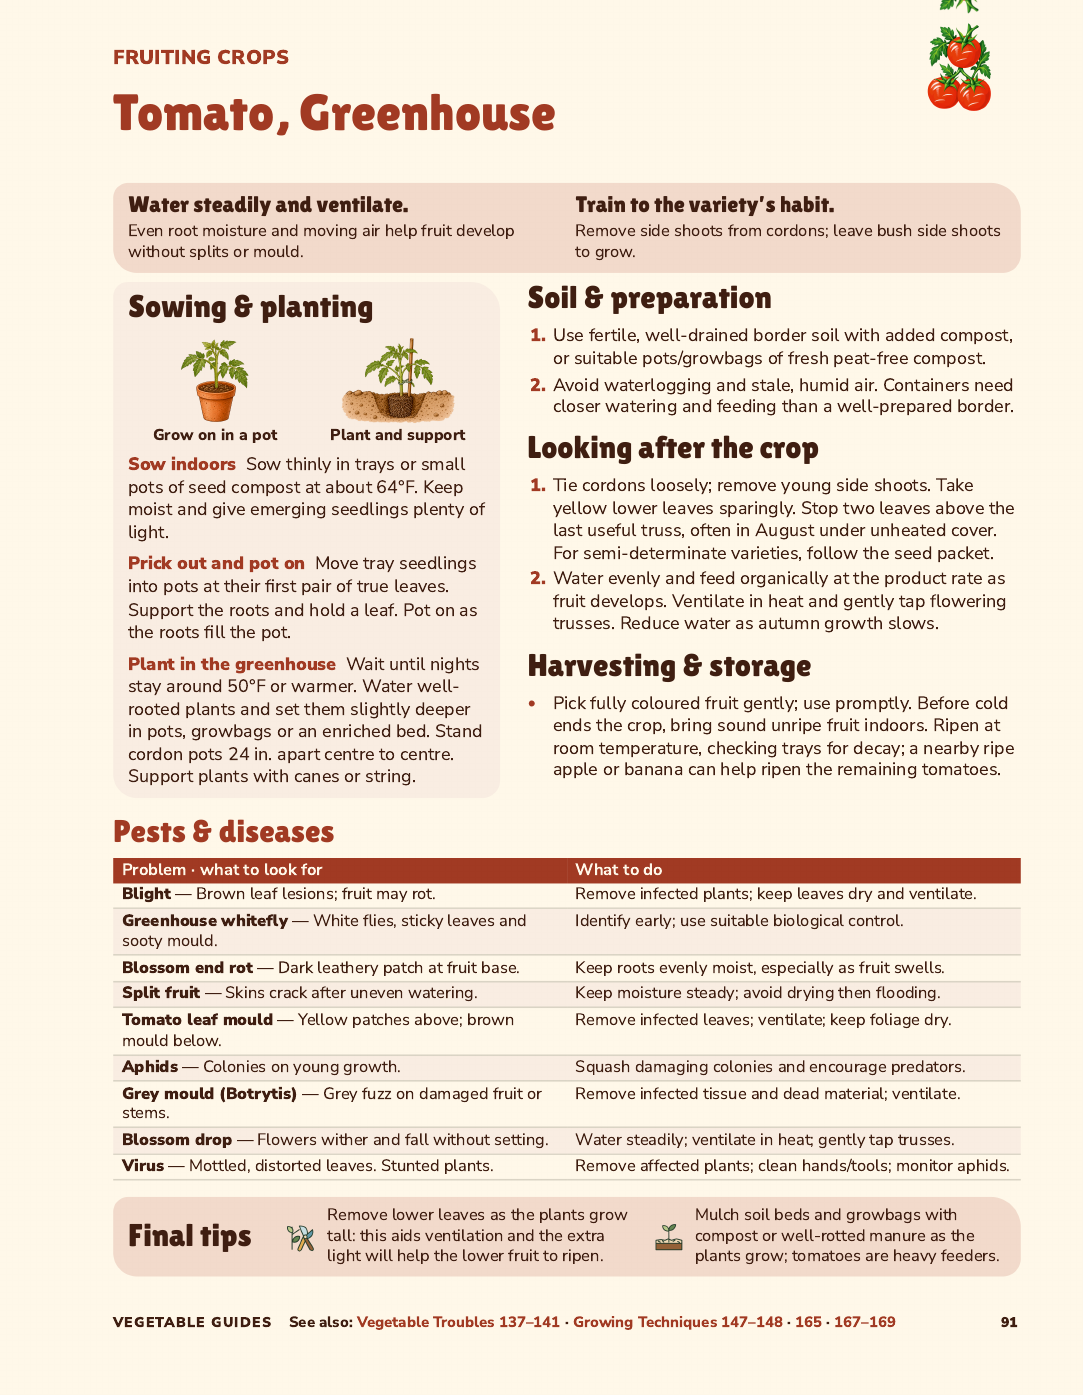 FRUITING CROPS
Tomato, Greenhouse
Water steadily and ventilate.
Even root moisture and moving air help fruit develop
without splits or mould.
Train to the variety's habit.
Remove side shoots from cordons; leave bush side shoots
to grow.
Sowing & planting
Grow on in a pot
Plant and support
Sow indoors Sow thinly in trays or small
pots of seed compost at about 64°F. Keep
moist and give emerging seedlings plenty of
light.
Prick out and pot on Move tray seedlings
into pots at their first pair of true leaves.
Support the roots and hold a leaf. Pot on as
the roots fill the pot.
Plant in the greenhouse Wait until nights
stay around 50°F or warmer. Water well-
rooted plants and set them slightly deeper
in pots, growbags or an enriched bed. Stand
cordon pots 24 in. apart centre to centre.
Support plants with canes or string.
Soil & preparation
1. Use fertile, well-drained border soil with added compost,
or suitable pots/growbags of fresh peat-free compost.
2. Avoid waterlogging and stale, humid air. Containers need
closer watering and feeding than a well-prepared border.
Looking after the crop
1. Tie cordons loosely; remove young side shoots. Take
yellow lower leaves sparingly. Stop two leaves above the
last useful truss, often in August under unheated cover.
For semi-determinate varieties, follow the seed packet.
2. Water evenly and feed organically at the product rate as
fruit develops. Ventilate in heat and gently tap flowering
trusses. Reduce water as autumn growth slows.
Harvesting & storage
• Pick fully coloured fruit gently; use promptly. Before cold
ends the crop, bring sound unripe fruit indoors. Ripen at
room temperature, checking trays for decay; a nearby ripe
apple or banana can help ripen the remaining tomatoes.
Pests & diseases
Problem · what to look for
What to do
Blight — Brown leaf lesions; fruit may rot.
Remove infected plants; keep leaves dry and ventilate.
Greenhouse whitefly — White flies, sticky leaves and
sooty mould.
Identify early; use suitable biological control.
Blossom end rot — Dark leathery patch at fruit base.
Keep roots evenly moist, especially as fruit swells.
Split fruit — Skins crack after uneven watering.
Keep moisture steady; avoid drying then flooding.
Tomato leaf mould — Yellow patches above; brown
mould below.
Remove infected leaves; ventilate; keep foliage dry.
Aphids — Colonies on young growth.
Squash damaging colonies and encourage predators.
Grey mould (Botrytis) — Grey fuzz on damaged fruit or
stems.
Remove infected tissue and dead material; ventilate.
Blossom drop — Flowers wither and fall without setting.
Water steadily; ventilate in heat; gently tap trusses.
Virus — Mottled, distorted leaves. Stunted plants.
Remove affected plants; clean hands/tools; monitor aphids.
Final tips
Remove lower leaves as the plants grow
tall: this aids ventilation and the extra
light will help the lower fruit to ripen.
Mulch soil beds and growbags with
compost or well-rotted manure as the
plants grow; tomatoes are heavy feeders.
VEGETABLE GUIDES See also: Vegetable Troubles 137–141 · Growing Techniques 147–148 · 165 · 167–169
91